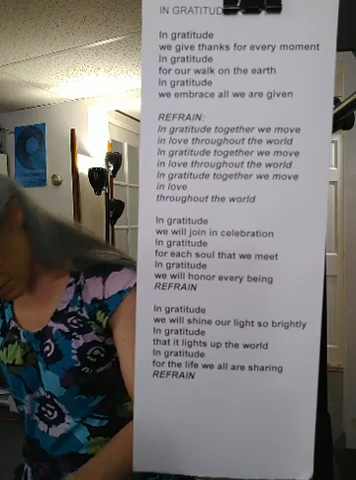 IN GRATITUD
In gratitude
we give thanks for every moment
In gratitude
for our walk on the earth
In gratitude
we embrace all we are given
REFRAIN:
In gratitude together we move
in love throughout the world
In gratitude together we move
in love throughout the world
In gratitude together we move
in love
throughout the world
In gratitude
we will join in celebration
In gratitude
for each soul that we meet
In gratitude
we will honor every being
REFRAIN
In gratitude
we will shine our light so brightly
In gratitude
that it lights up the world
In gratitude
for the life we all are sharing
REFRAIN